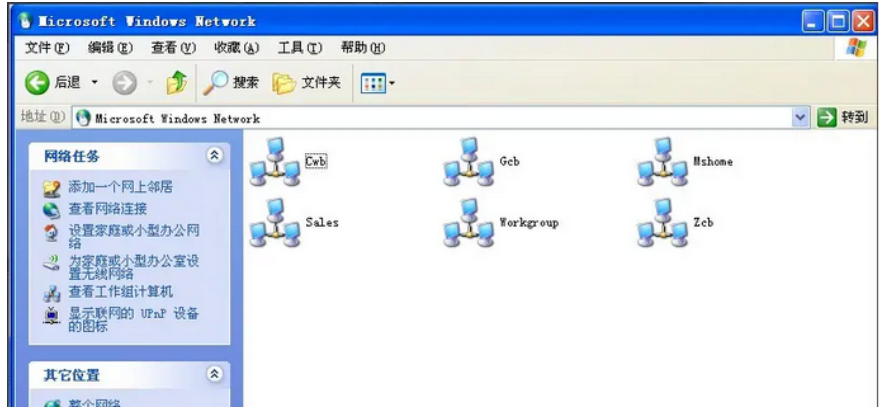 Microsoft Windows Network
文件(F) 编辑(E) 查看(V) 收藏(A) 工具(T) 帮助(H)
后退 搜索 文件夹
地址(D) Microsoft Windows Network 转到
网络任务
添加一个网上邻居
查看网络连接
设置家庭或小型办公网
络
为家庭或小型办公室设
置无线网络
查看工作组计算机
显示联网的 UPnP 设备
的图标
其它位置
整个网络
Cwb Gcb Mshome
Sales Workgroup Zcb